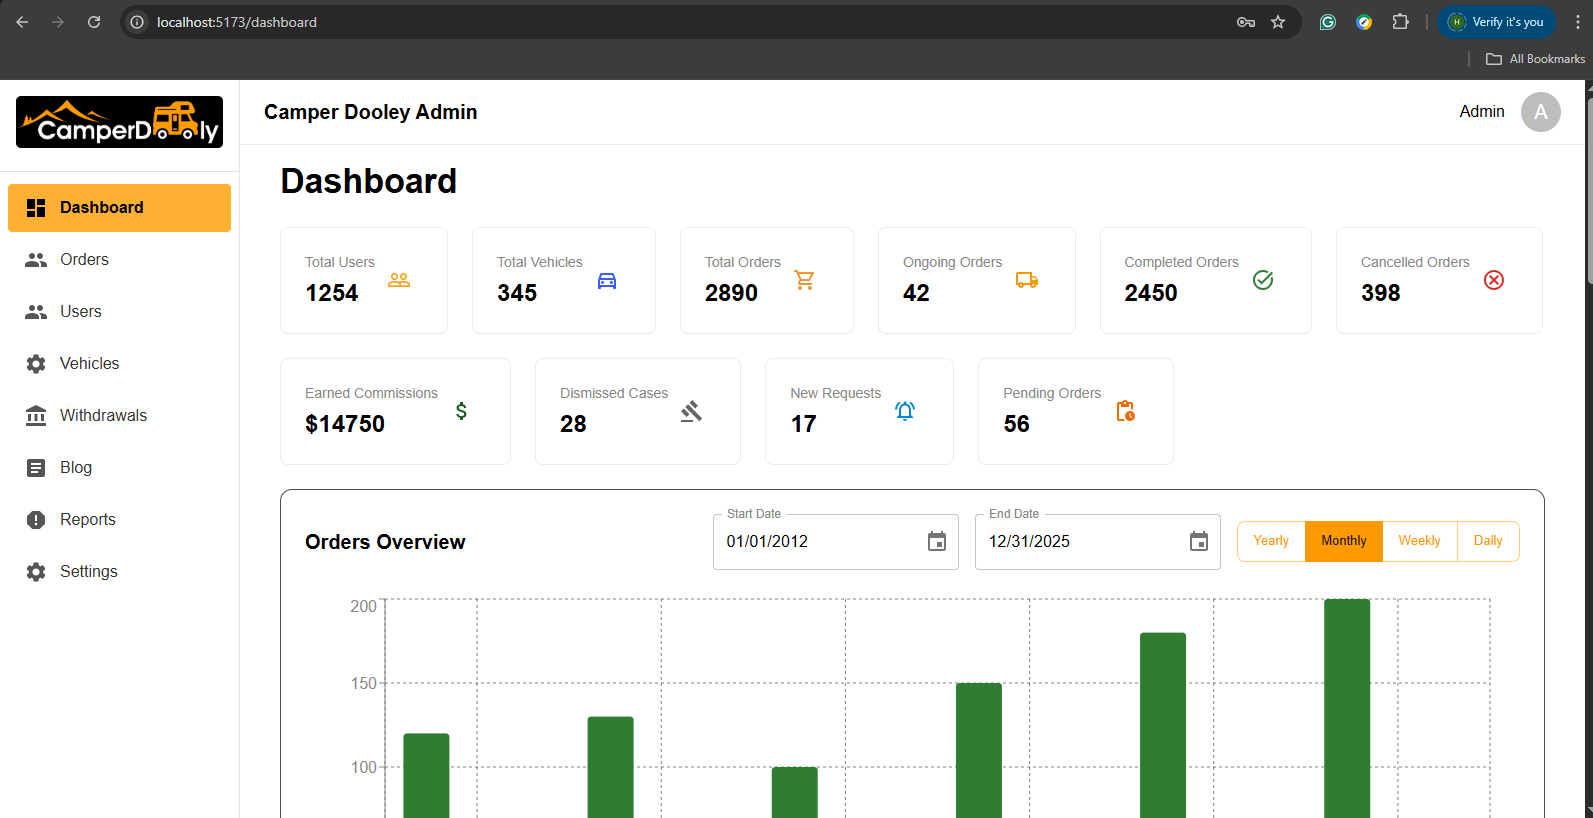 localhost:5173/dashboard
Verify it's you
All Bookmarks
CamperDooly
Camper Dooley Admin
Admin
A
Dashboard
Orders
Users
Vehicles
Withdrawals
Blog
Reports
Settings
Dashboard
Total Users
1254
Total Vehicles
345
Total Orders
2890
Ongoing Orders
42
Completed Orders
2450
Cancelled Orders
398
Earned Commissions
$14750
Dismissed Cases
28
New Requests
17
Pending Orders
56
Orders Overview
Start Date
01/01/2012
End Date
12/31/2025
Yearly
Monthly
Weekly
Daily
200
150
100